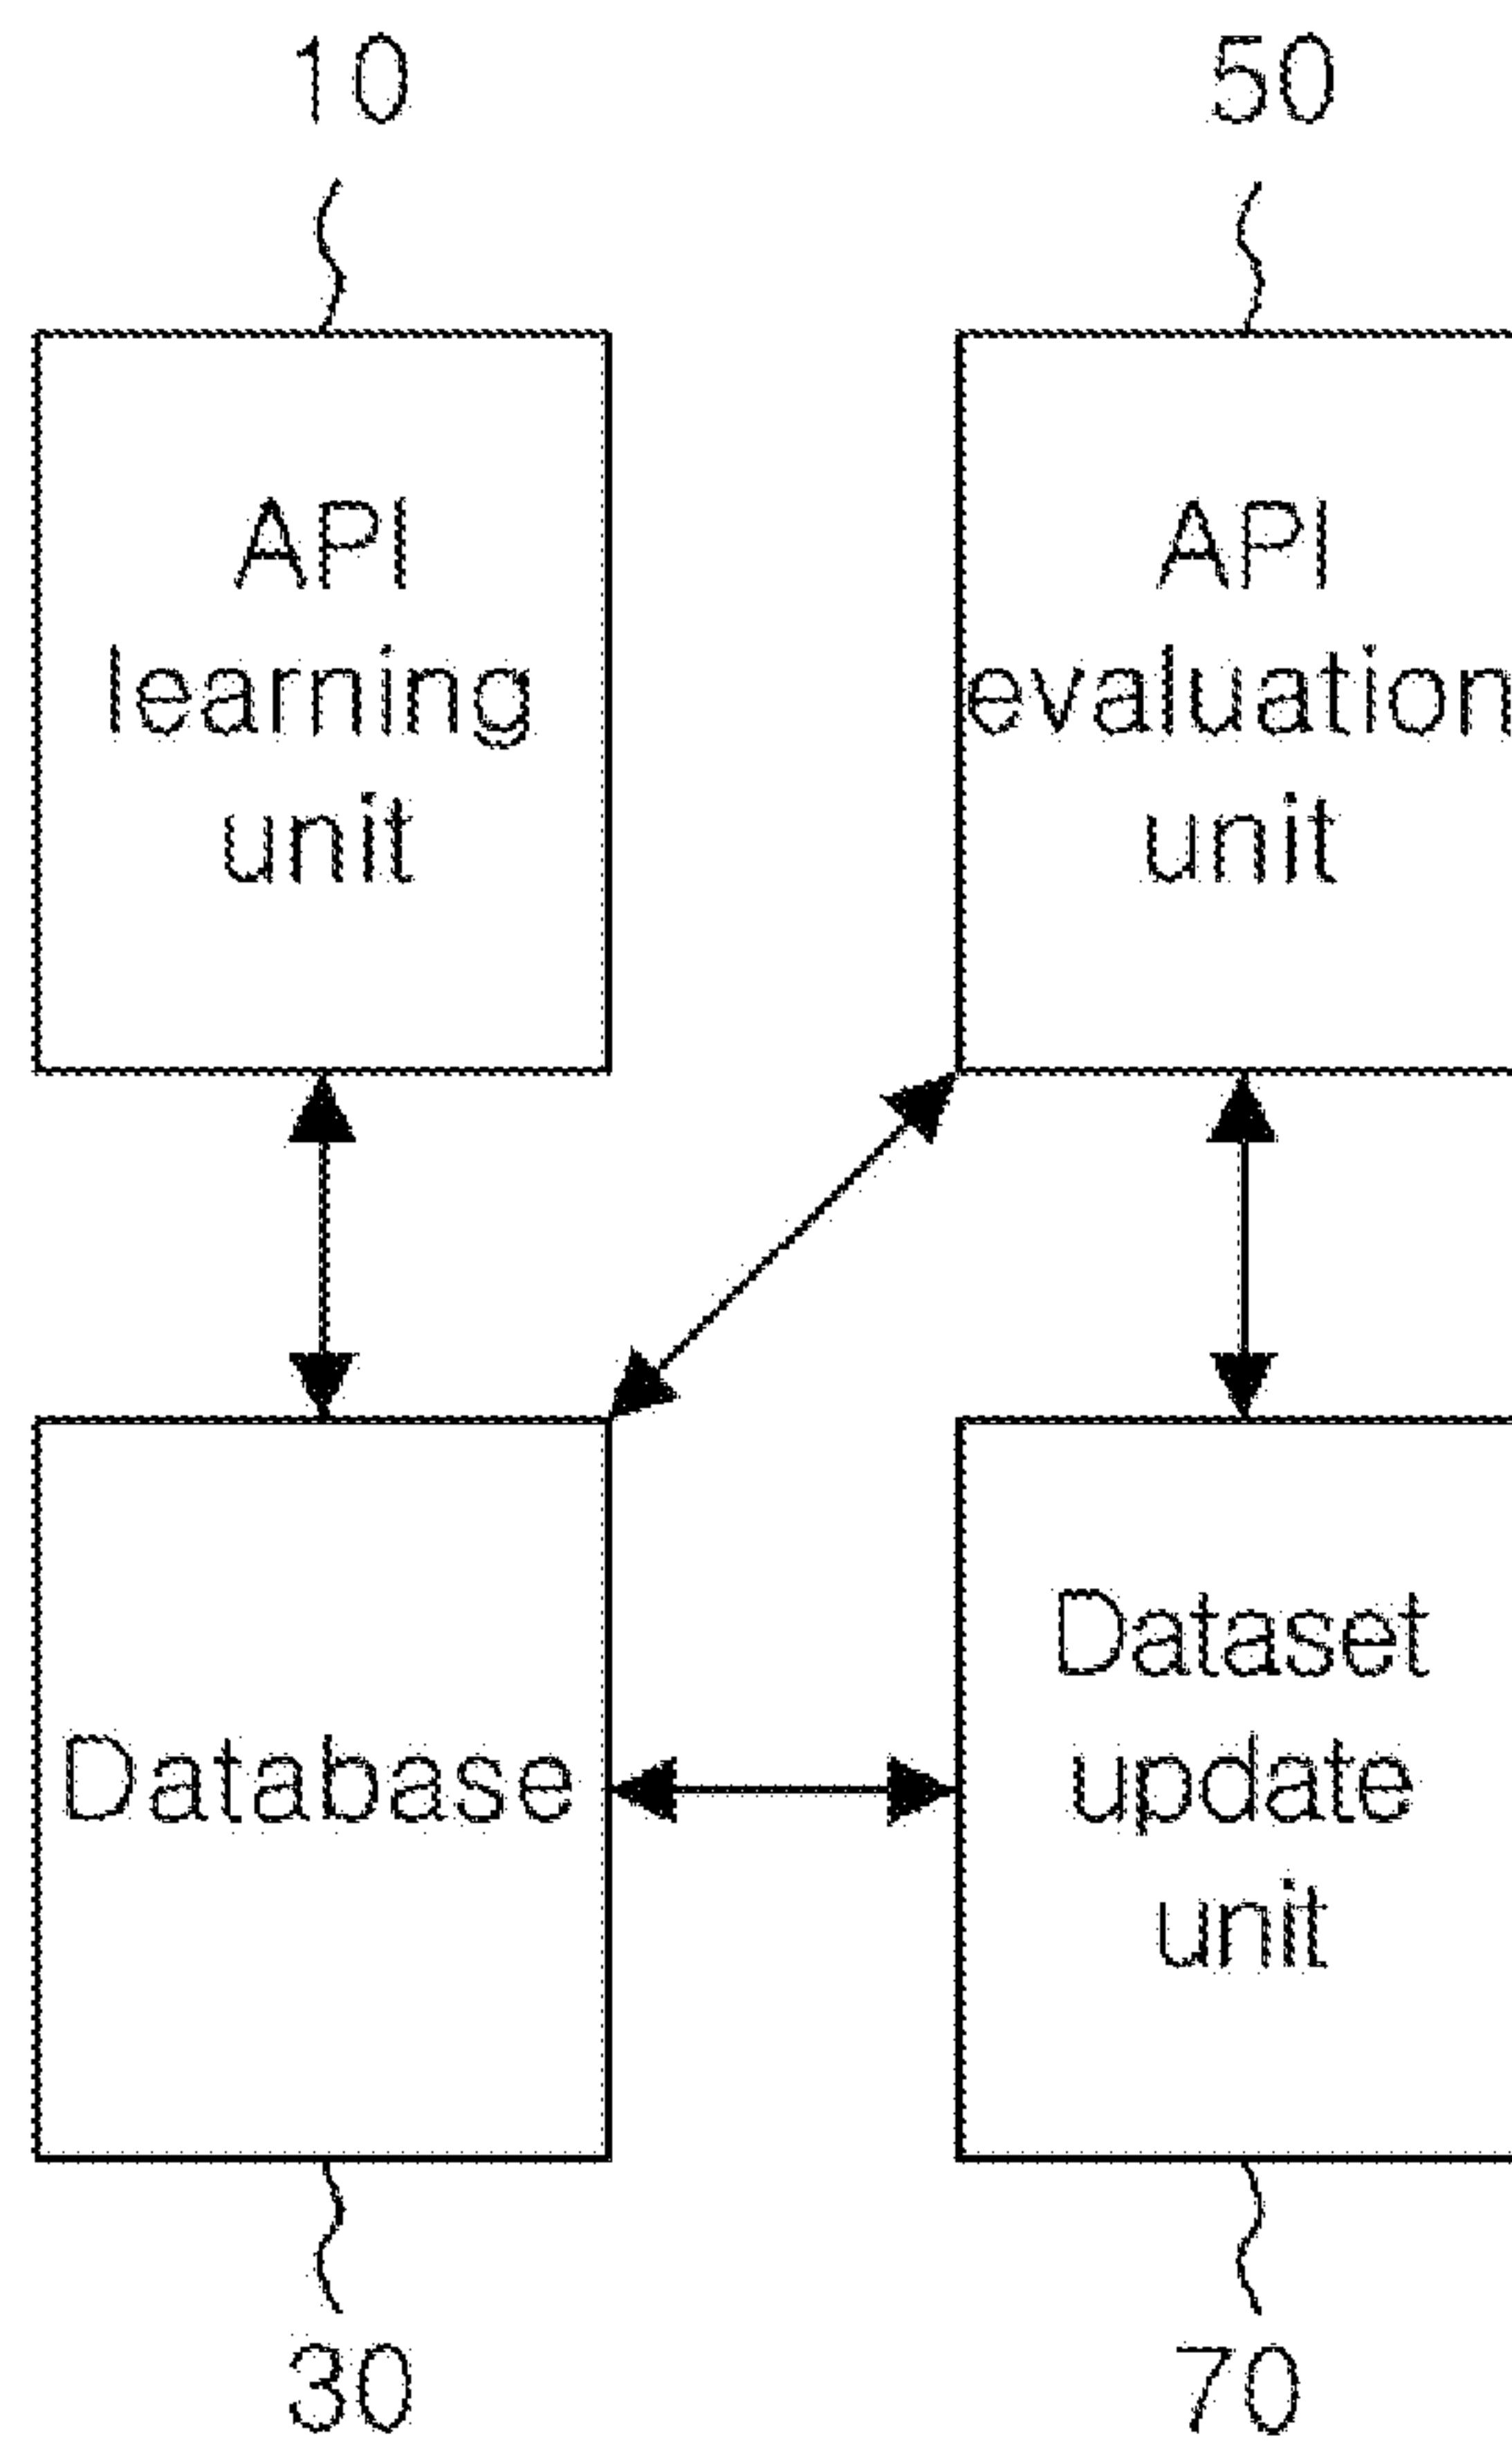 10
50
API
learning
unit
API
evaluation
unit
Database
Dataset
update
unit
30
70